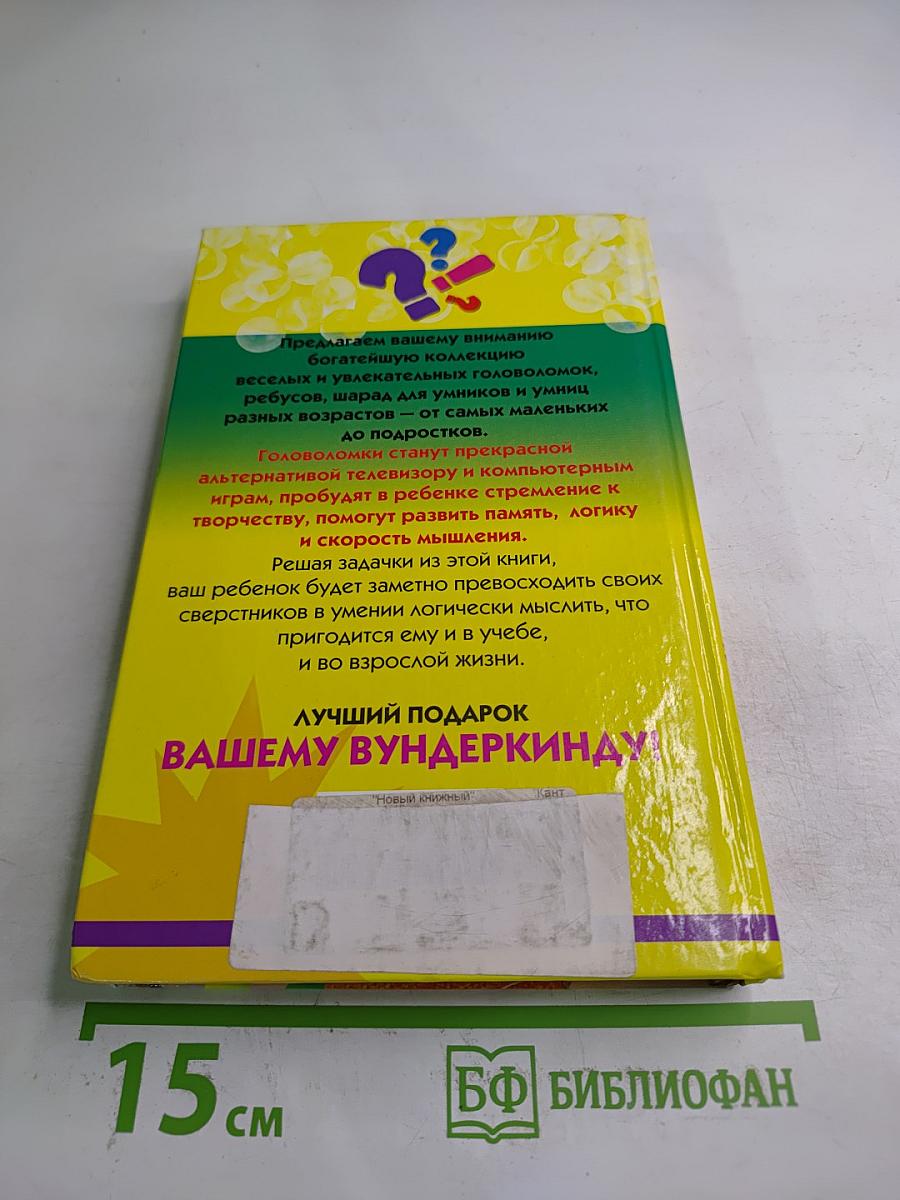 Предлагаем вашему вниманию
богатейшую коллекцию
веселых и увлекательных головоломок,
ребусов, шарад для умников и умниц
разных возрастов — от самых маленьких
до подростков.
Головоломки станут прекрасной
альтернативой телевизору и компьютерным
играм, пробудят в ребенке стремление к
творчеству, помогут развить память, логику
и скорость мышления.
Решая задачки из этой книги,
ваш ребенок будет заметно превосходить своих
сверстников в умении логически мыслить, что
пригодится ему и в учебе,
и во взрослой жизни.
ЛУЧШИЙ ПОДАРОК
ВАШЕМУ ВУНДЕРКИНДУ!
"Новый книжный" Кант
15 см
БФ БИБЛИОФАН